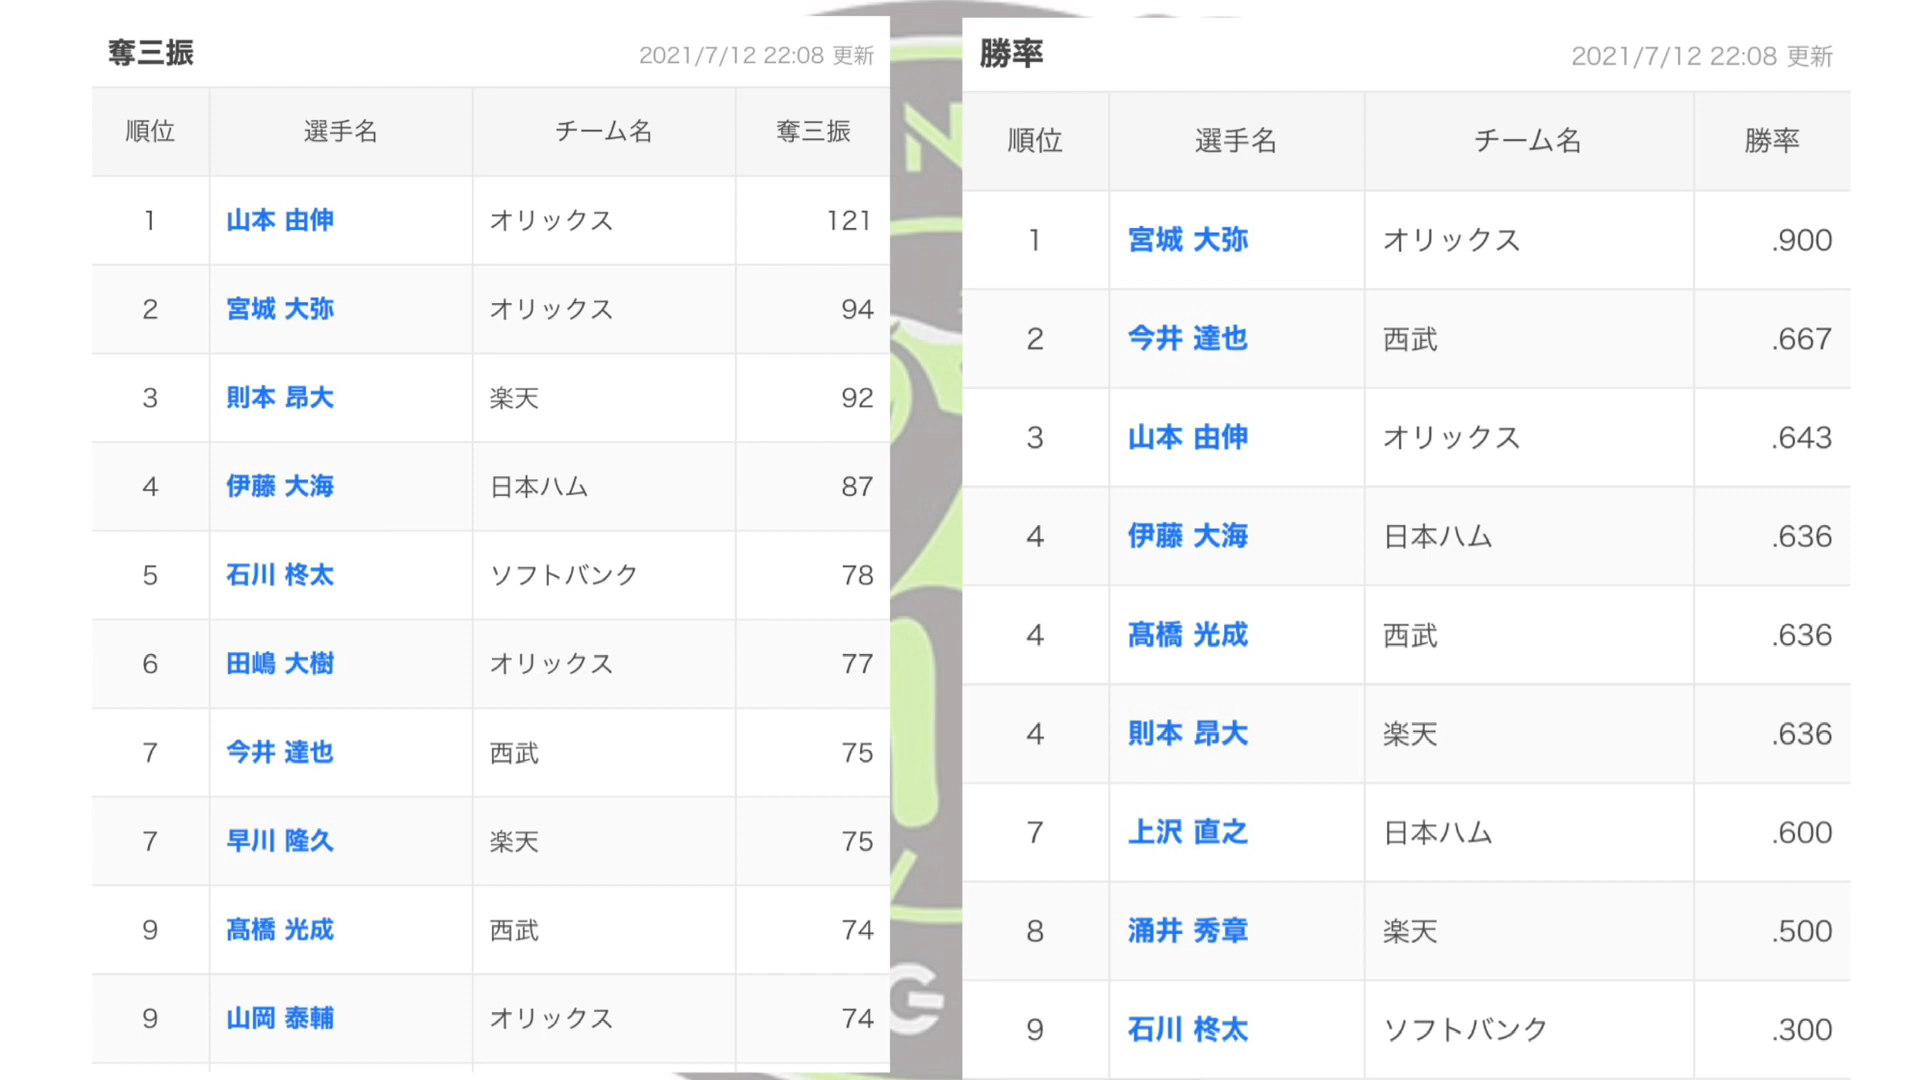 奪三振 2021/7/12 22:08 更新
順位 選手名 チーム名 奪三振
1 山本 由伸 オリックス 121
2 宮城 大弥 オリックス 94
3 則本 昂大 楽天 92
4 伊藤 大海 日本ハム 87
5 石川 柊太 ソフトバンク 78
6 田嶋 大樹 オリックス 77
7 今井 達也 西武 75
7 早川 隆久 楽天 75
9 髙橋 光成 西武 74
9 山岡 泰輔 オリックス 74
勝率 2021/7/12 22:08 更新
順位 選手名 チーム名 勝率
1 宮城 大弥 オリックス .900
2 今井 達也 西武 .667
3 山本 由伸 オリックス .643
4 伊藤 大海 日本ハム .636
4 髙橋 光成 西武 .636
4 則本 昂大 楽天 .636
7 上沢 直之 日本ハム .600
8 涌井 秀章 楽天 .500
9 石川 柊太 ソフトバンク .300
N
G